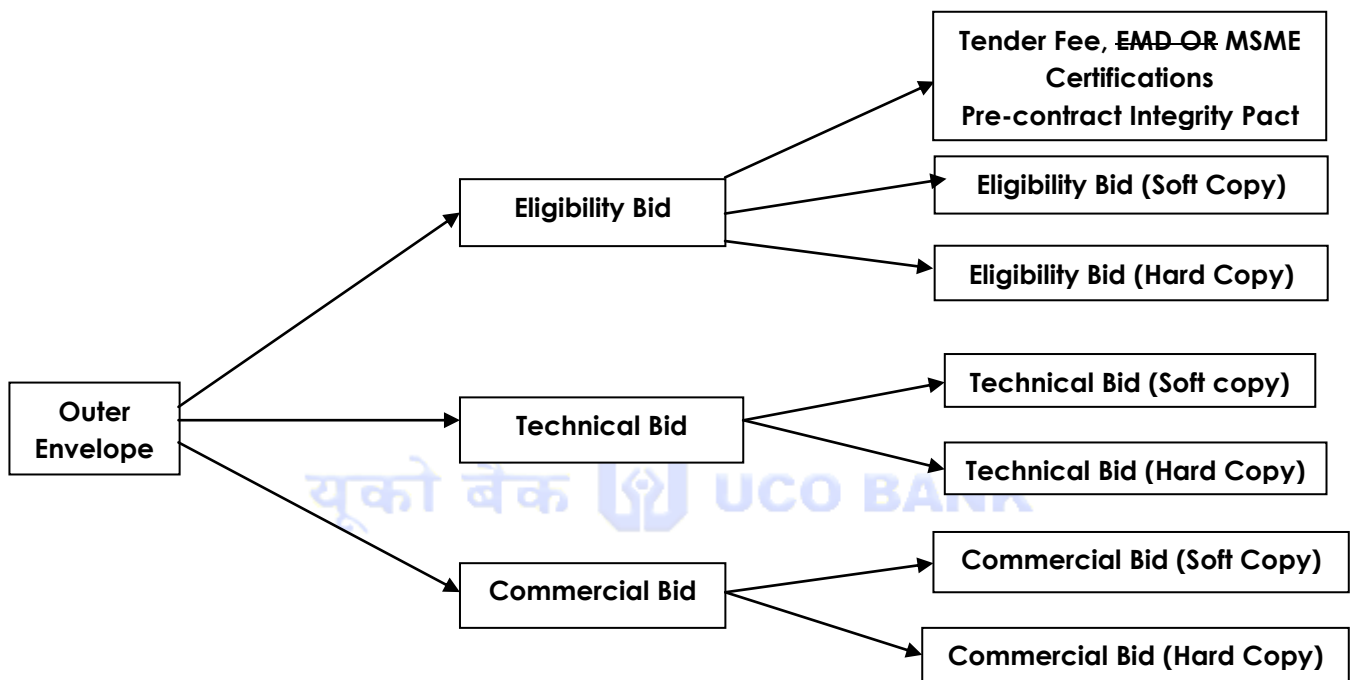 Tender Fee, EMD OR MSME
Certifications
Pre-contract Integrity Pact
Eligibility Bid (Soft Copy)
Eligibility Bid
Eligibility Bid (Hard Copy)
Technical Bid (Soft copy)
Outer
Envelope
Technical Bid
Technical Bid (Hard Copy)
यूको बैंक UCO BANK
Commercial Bid (Soft Copy)
Commercial Bid
Commercial Bid (Hard Copy)